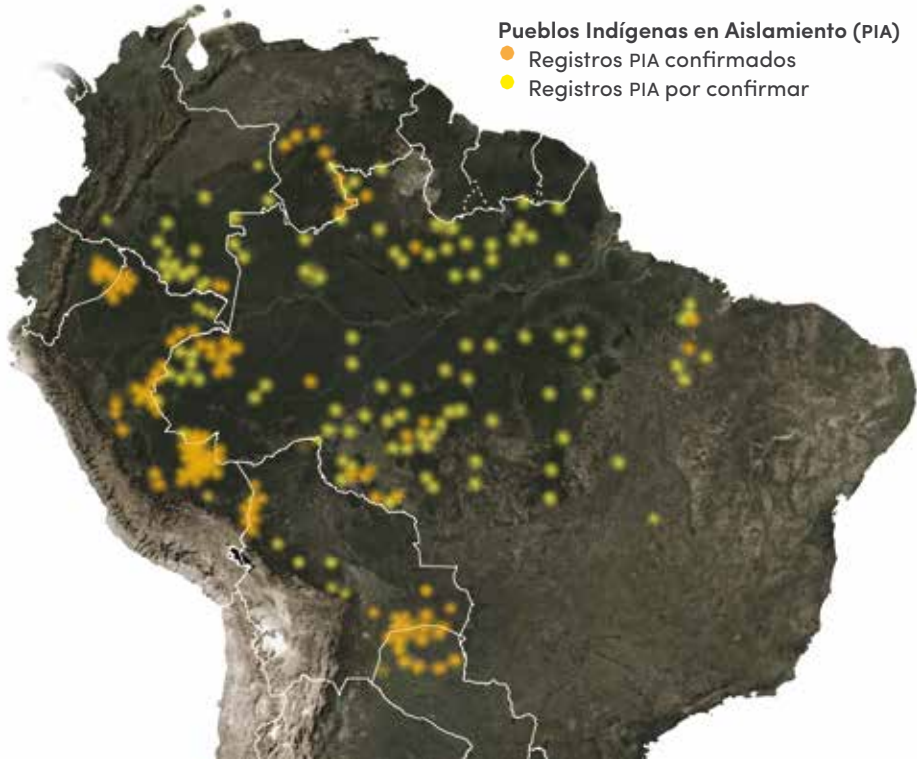 Pueblos Indígenas en Aislamiento (PIA)
Registros PIA confirmados
Registros PIA por confirmar